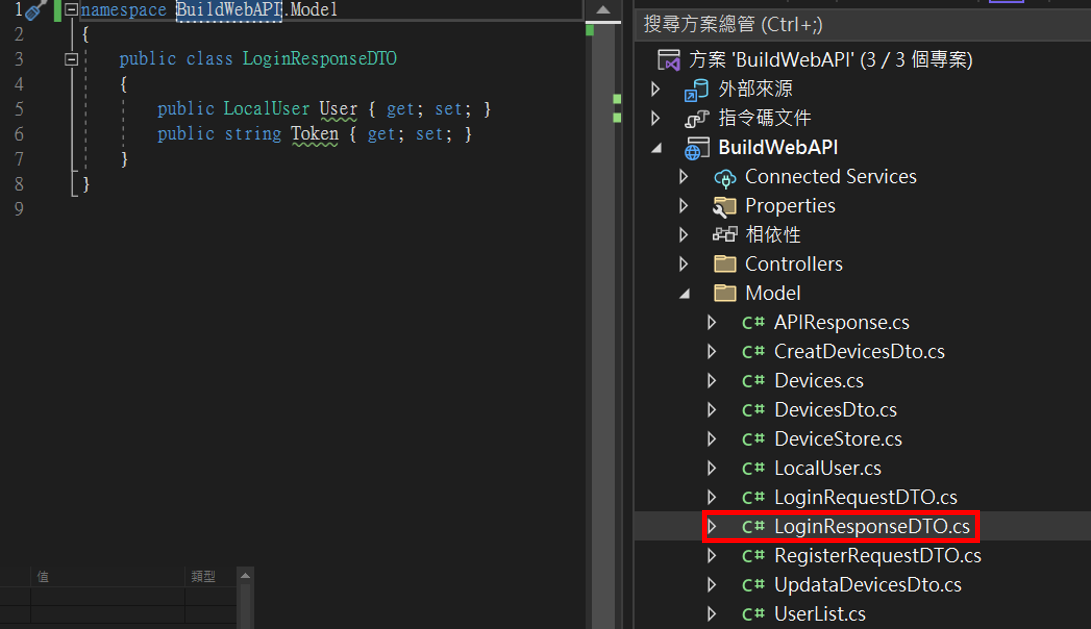 1 namespace BuildWebAPI.Model
2 {
3 public class LoginResponseDTO
4 {
5 public LocalUser User { get; set; }
6 public string Token { get; set; }
7 }
8 }
9
值 類型
搜尋方案總管 (Ctrl+;)
方案 'BuildWebAPI' (3 / 3 個專案)
外部來源
指令碼文件
BuildWebAPI
Connected Services
Properties
相依性
Controllers
Model
C# APIResponse.cs
C# CreatDevicesDto.cs
C# Devices.cs
C# DevicesDto.cs
C# DeviceStore.cs
C# LocalUser.cs
C# LoginRequestDTO.cs
C# LoginResponseDTO.cs
C# RegisterRequestDTO.cs
C# UpdataDevicesDto.cs
C# UserList.cs